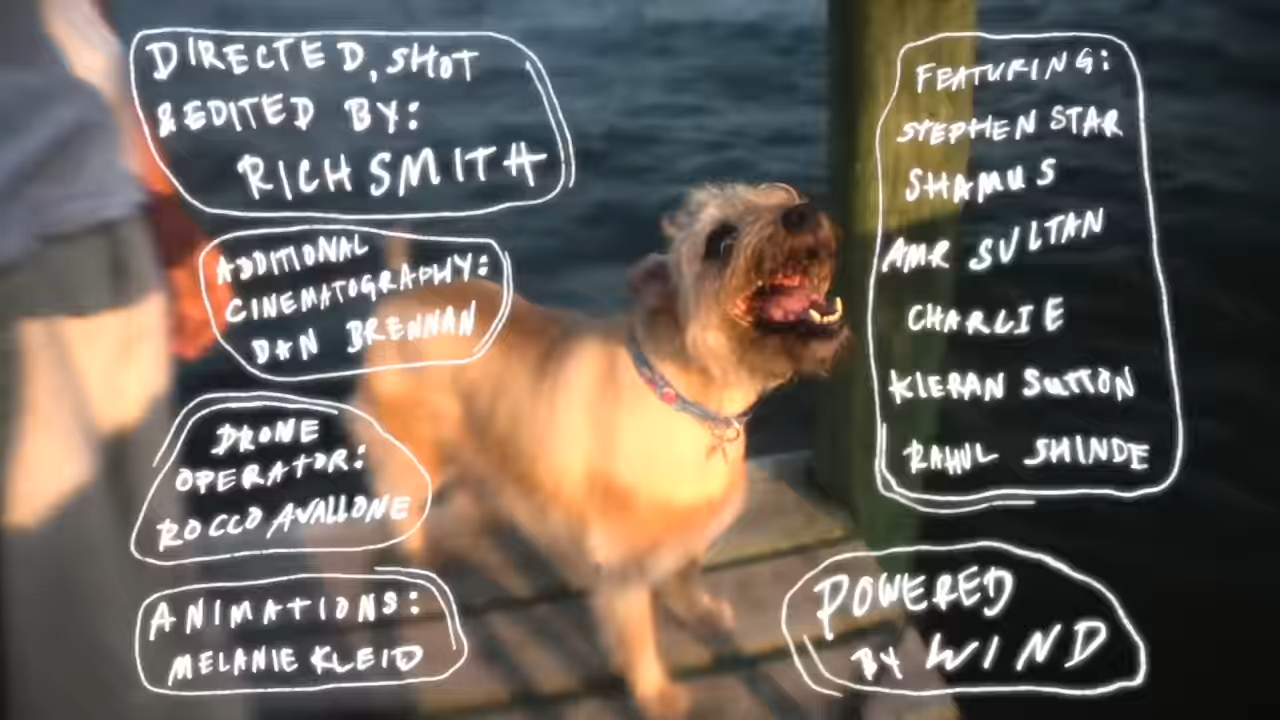 DIRECTED, SHOT
& EDITED BY:
RICH SMITH
ADDITIONAL
CINEMATOGRAPHY:
DAN BRENNAN
DRONE
OPERATOR:
ROCCO AVALLONE
ANIMATIONS:
MELANIE KLEID
FEATURING:
STEPHEN STAR
SHAMUS
AMR SULTAN
CHARLIE
KIERAN SUTTON
RAHUL SHINDE
POWERED
BY WIND